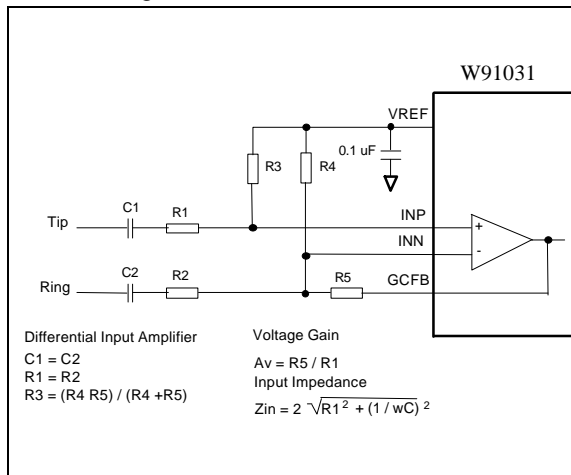 W91031
VREF
0.1 uF
R3
R4
C1
R1
Tip
INP
INN
C2
R2
R5
GCFB
Ring
+
-
Differential Input Amplifier
C1 = C2
R1 = R2
R3 = (R4 R5) / (R4 +R5)
Voltage Gain
Av = R5 / R1
Input Impedance
Zin = 2 √R1² + (1 / wC) ²